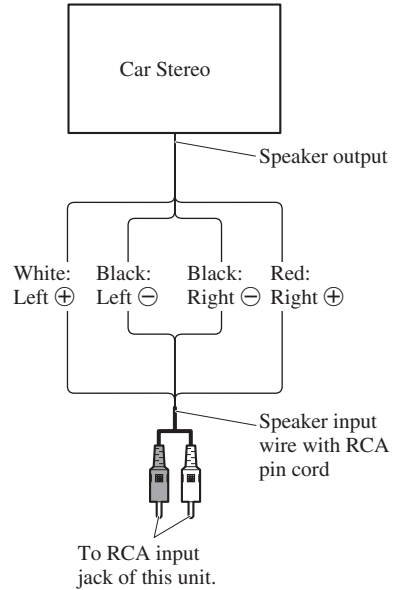 Car Stereo
Speaker output
White:
Left ⊕
Black:
Left ⊖
Black:
Right ⊖
Red:
Right ⊕
Speaker input
wire with RCA
pin cord
To RCA input
jack of this unit.